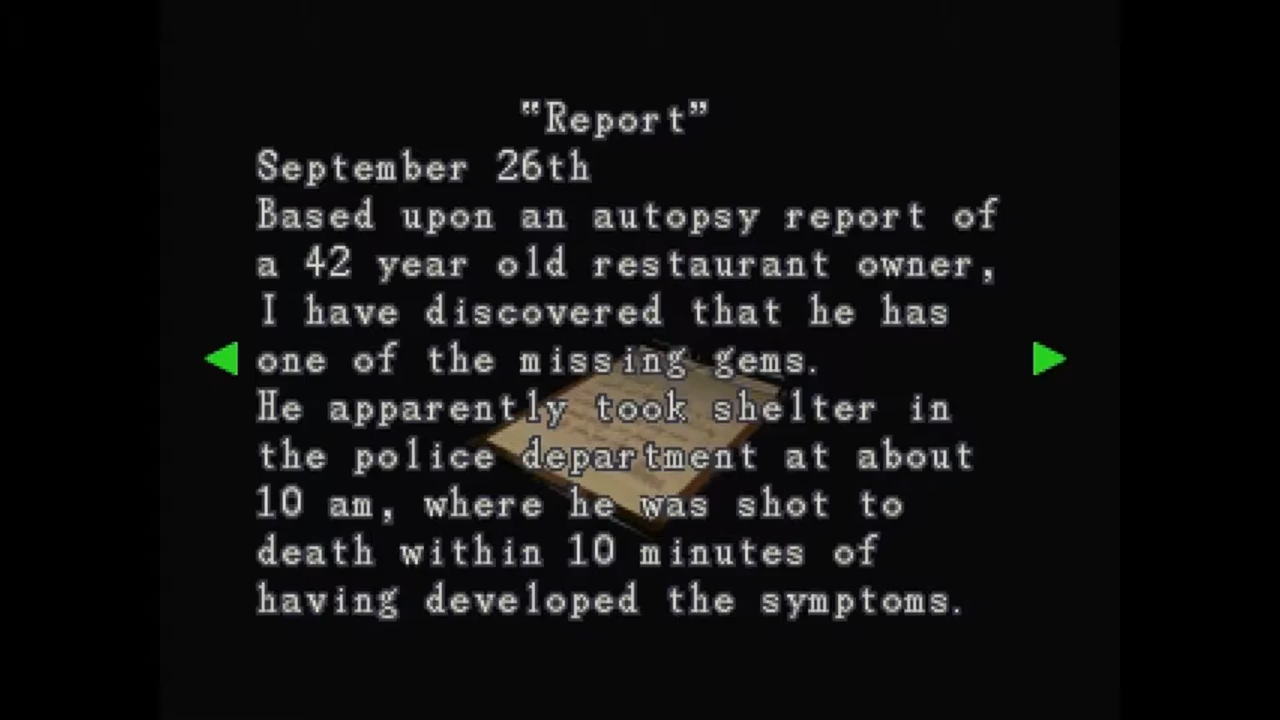 "Report"
September 26th
Based upon an autopsy report of
a 42 year old restaurant owner,
I have discovered that he has
one of the missing gems.
He apparently took shelter in
the police department at about
10 am, where he was shot to
death within 10 minutes of
having developed the symptoms.